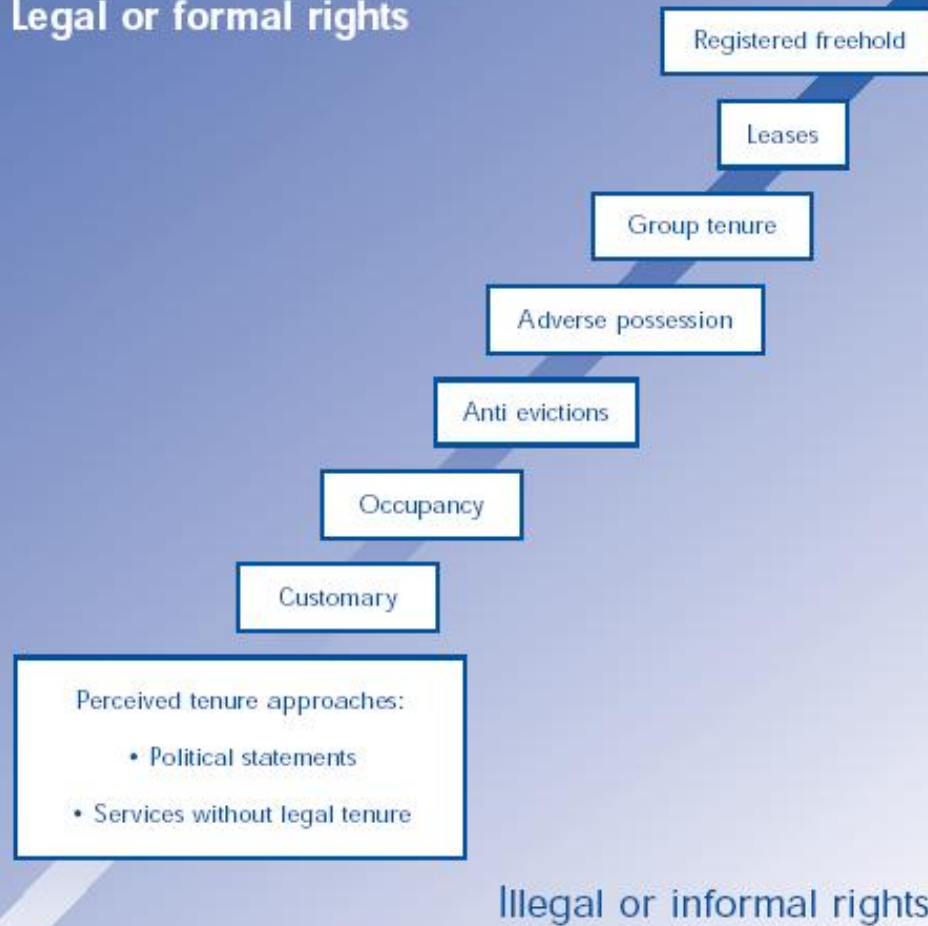 Legal or formal rights
Registered freehold
Leases
Group tenure
Adverse possession
Anti evictions
Occupancy
Customary
Perceived tenure approaches:
• Political statements
• Services without legal tenure
Illegal or informal rights